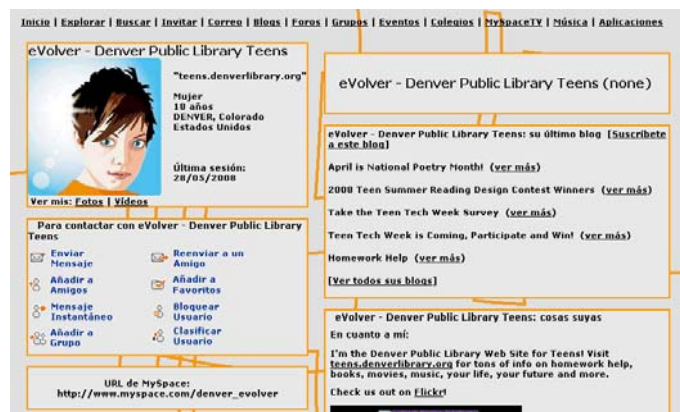 Inicio | Explorar | Buscar | Invitar | Correo | Blogs | Foros | Grupos | Eventos | Colegios | MySpaceTV | Música | Aplicaciones
eVolver - Denver Public Library Teens
"teens.denverlibrary.org"
Mujer
18 años
DENVER, Colorado
Estados Unidos
Última sesión:
28/05/2008
Ver mis: Fotos | Vídeos
Para contactar con eVolver - Denver Public Library
Teens
Enviar
Mensaje
Reenviar a un
Amigo
Añadir a
Amigos
Añadir a
Favoritos
Mensaje
Instantáneo
Bloquear
Usuario
Añadir a
Grupo
Clasificar
Usuario
URL de MySpace:
http://www.myspace.com/denver_evolver
eVolver - Denver Public Library Teens (none)
eVolver - Denver Public Library Teens: su último blog [Suscríbete
a este blog]
April is National Poetry Month! (ver más)
2008 Teen Summer Reading Design Contest Winners (ver más)
Take the Teen Tech Week Survey (ver más)
Teen Tech Week is Coming, Participate and Win! (ver más)
Homework Help (ver más)
[Ver todos sus blogs]
eVolver - Denver Public Library Teens: cosas suyas
En cuanto a mí:
I'm the Denver Public Library Web Site for Teens! Visit
teens.denverlibrary.org for tons of info on homework help,
books, movies, music, your life, your future and more.
Check us out on Flickr!